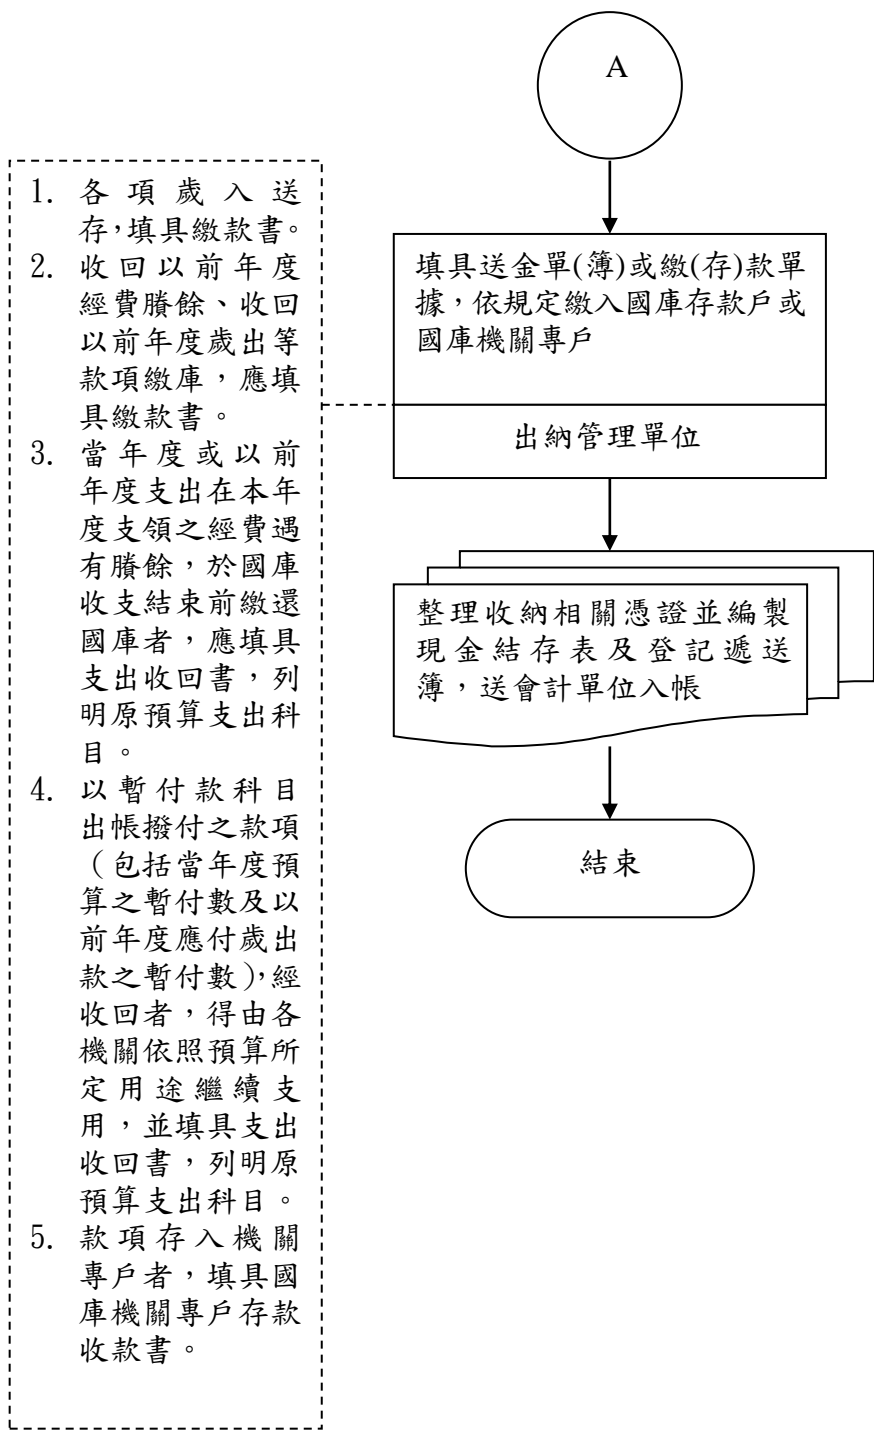 A
填具送金單(簿)或繳(存)款單
據，依規定繳入國庫存款戶或
國庫機關專戶
出納管理單位
整理收納相關憑證並編製
現金結存表及登記遞送
簿，送會計單位入帳
結束
1. 各項歲入送
存，填具繳款書。
2. 收回以前年度
經費賸餘、收回
以前年度歲出等
款項繳庫，應填
具繳款書。
3. 當年度或以前
年度支出在本年
度支領之經費遇
有賸餘，於國庫
收支結束前繳還
國庫者，應填具
支出收回書，列
明原預算支出科
目。
4. 以暫付款科目
出帳撥付之款項
（包括當年度預
算之暫付數及以
前年度應付歲出
款之暫付數），經
收回者，得由各
機關依照預算所
定用途繼續支
用，並填具支出
收回書，列明原
預算支出科目。
5. 款項存入機關
專戶者，填具國
庫機關專戶存款
收款書。